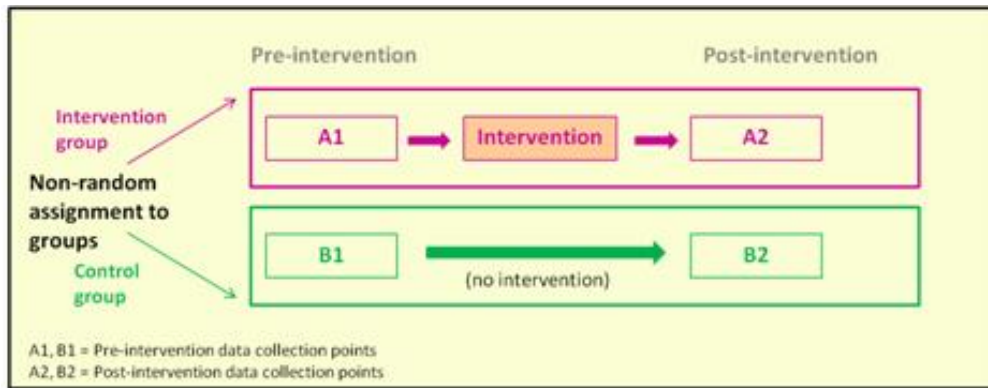 Pre-intervention
Post-intervention
Intervention
group
A1
Intervention
A2
Non-random
assignment to
groups
B1
(no intervention)
B2
Control
group
A1, B1 = Pre-intervention data collection points
A2, B2 = Post-intervention data collection points